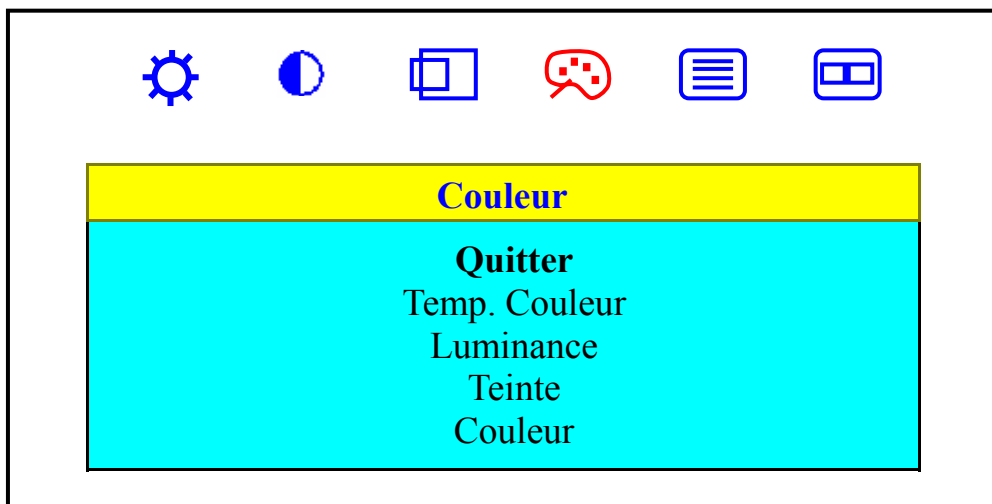 Couleur
Quitter
Temp. Couleur
Luminance
Teinte
Couleur